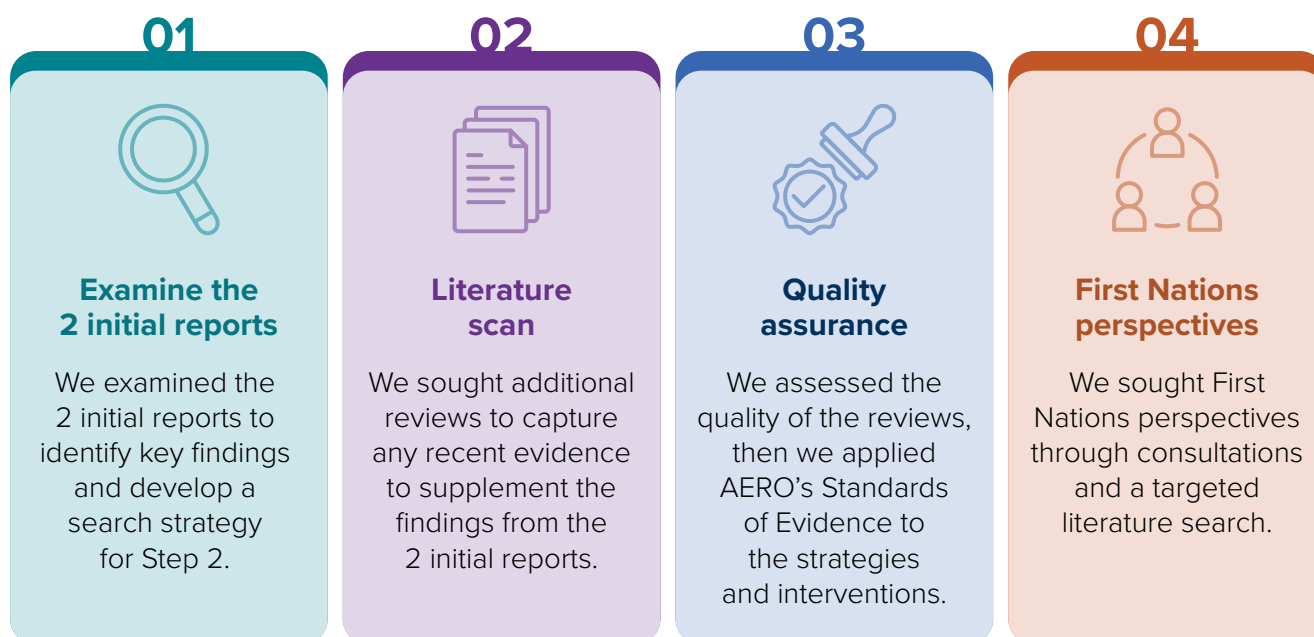 01
Examine the
2 initial reports
We examined the
2 initial reports to
identify key findings
and develop a
search strategy
for Step 2.
02
Literature
scan
We sought additional
reviews to capture
any recent evidence
to supplement the
findings from the
2 initial reports.
03
Quality
assurance
We assessed the
quality of the reviews,
then we applied
AERO’s Standards
of Evidence to
the strategies
and interventions.
04
First Nations
perspectives
We sought First
Nations perspectives
through consultations
and a targeted
literature search.